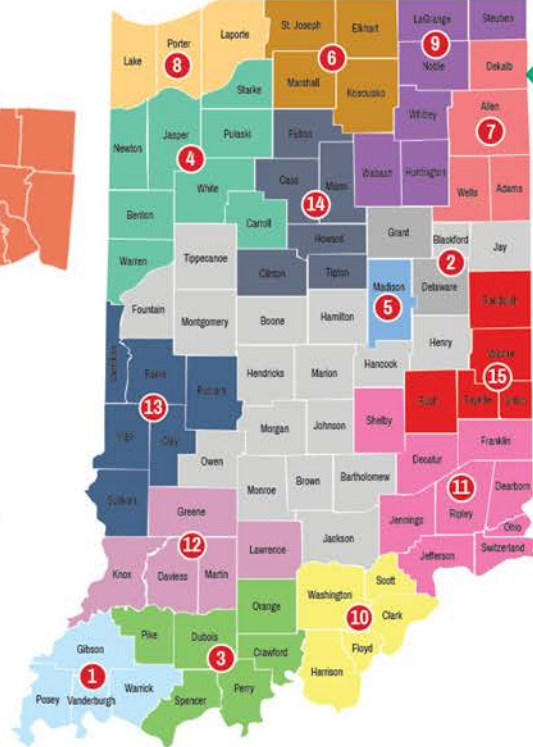 St. Joseph
Elkhart
LaGrange
Steuben
9
Lake
Porter
Laporte
8
6
Noble
Dekalb
Marshall
Kosciusko
Starke
Whitley
Allen
7
Newton
Jasper
Pulaski
4
Fulton
Cass
Miami
Wabash
Huntington
Wells
Adams
White
14
Benton
Carroll
Howard
Grant
Blackford
Jay
2
Warren
Tippecanoe
Clinton
Tipton
Madison
5
Delaware
Randolph
Fountain
Montgomery
Boone
Hamilton
Henry
Wayne
15
Hancock
Parke
Putnam
13
Hendricks
Marion
Rush
Fayette
Union
Vigo
Clay
Morgan
Johnson
Shelby
Franklin
Owen
Decatur
Sullivan
Monroe
Brown
Bartholomew
11
Dearborn
Ripley
Jennings
Ohio
Switzerland
Jefferson
Greene
12
Lawrence
Jackson
Knox
Daviess
Martin
Washington
Scott
Orange
10
Clark
Pike
Dubois
Floyd
Gibson
3
Crawford
Harrison
1
Posey
Vanderburgh
Warrick
Spencer
Perry